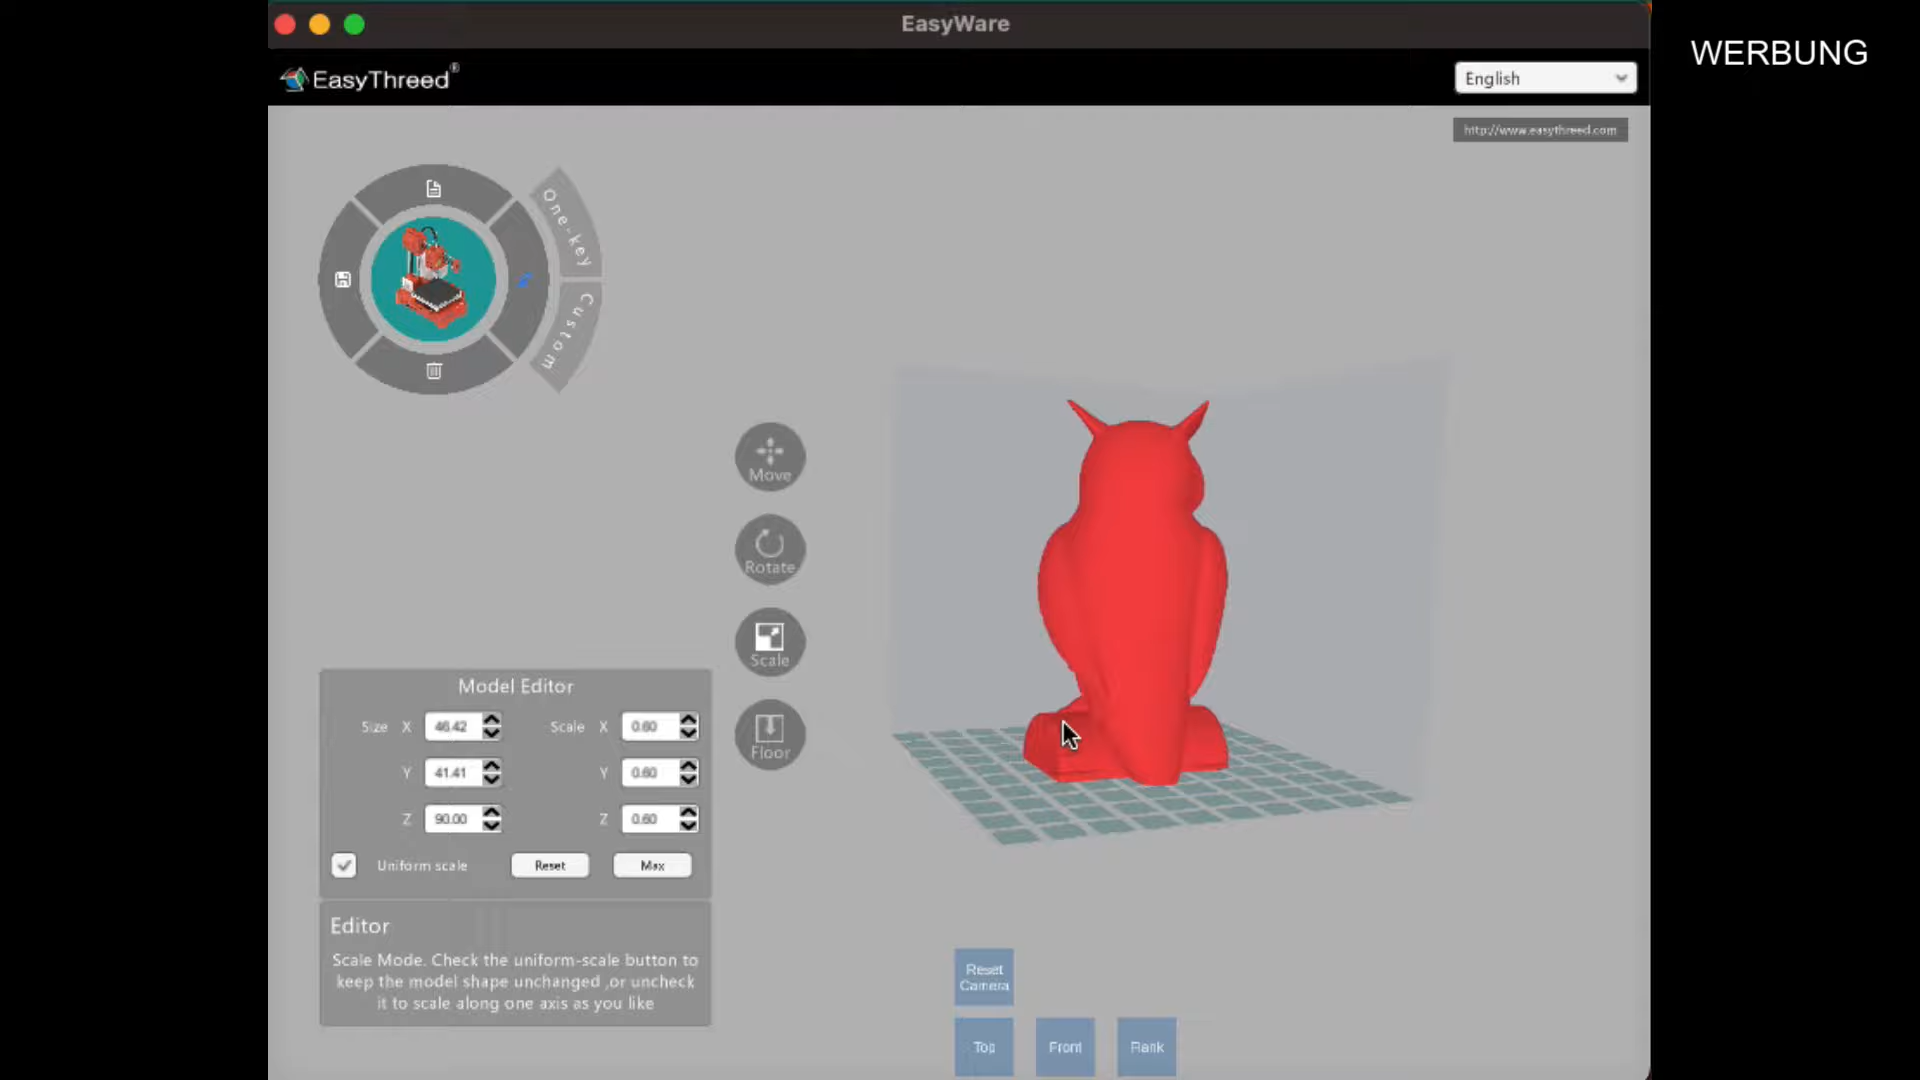 EasyWare
WERBUNG
EasyThreed®
English
http://www.easythreed.com
One-key
Custom
Move
Rotate
Scale
Floor
Model Editor
Size X 46.42 Scale X 0.60
Y 41.41 Y 0.60
Z 90.00 Z 0.60
Uniform scale Reset Max
Editor
Scale Mode. Check the uniform-scale button to
keep the model shape unchanged ,or uncheck
it to scale along one axis as you like
Reset
Camera
Top Front Rank